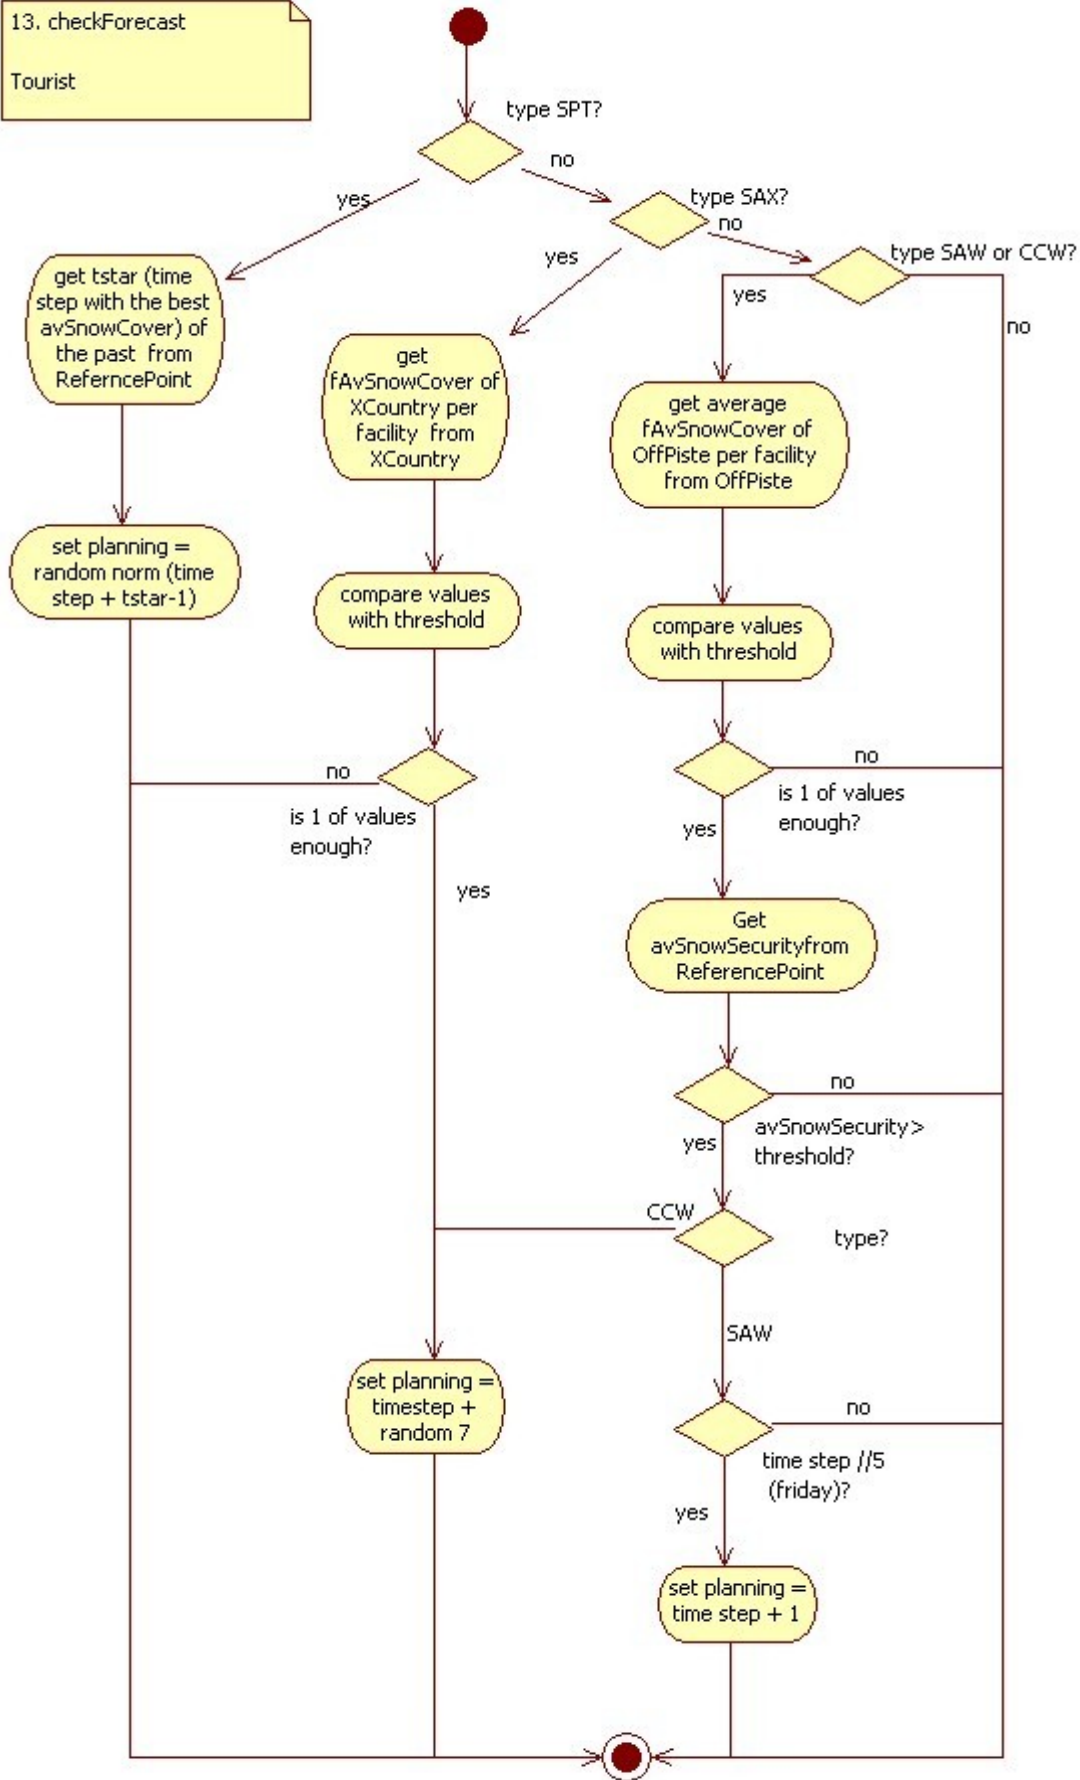 13. checkForecast
Tourist
type SPT?
no
yes
type SAX?
no
yes
type SAW or CCW?
yes
no
get tstar (time
step with the best
avSnowCover) of
the past from
ReferncePoint
get
fAvSnowCover of
XCountry per
facility from
XCountry
get average
fAvSnowCover of
OffPiste per facility
from OffPiste
set planning =
random norm (time
step + tstar-1)
compare values
with threshold
compare values
with threshold
no
is 1 of values
enough?
yes
no
is 1 of values
enough?
yes
Get
avSnowSecurityfrom
ReferencePoint
no
avSnowSecurity>
threshold?
yes
CCW
type?
SAW
set planning =
timestep +
random 7
no
time step //5
(friday)?
yes
set planning =
time step + 1